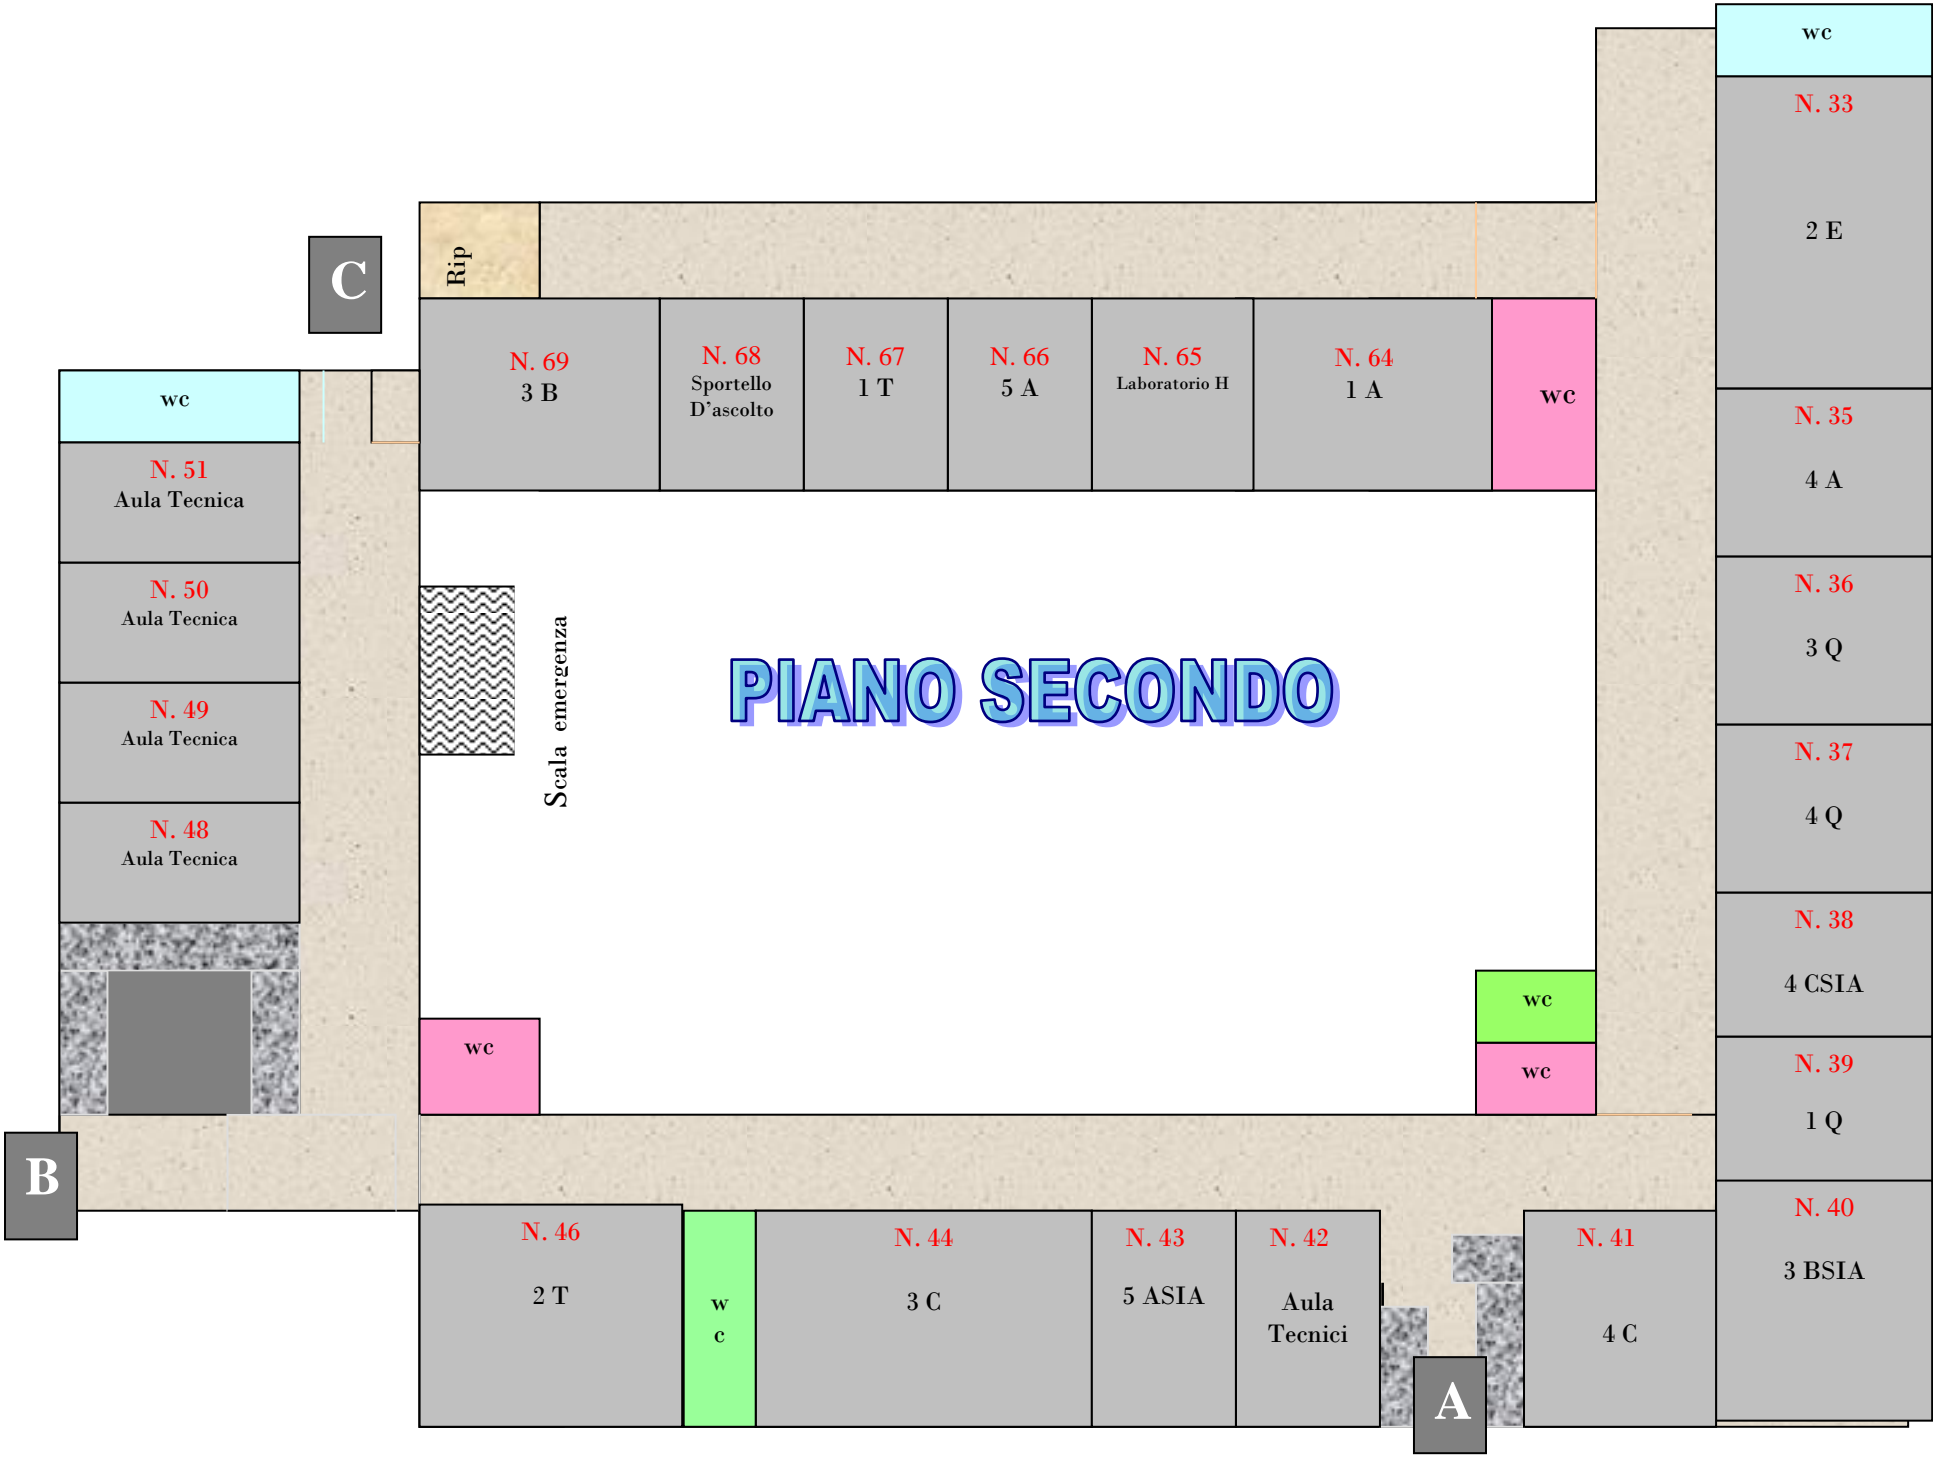 wc
N. 33
2 E
C
Rip
N. 69
3 B
N. 68
Sportello
D'ascolto
N. 67
1 T
N. 66
5 A
N. 65
Laboratorio H
N. 64
1 A
wc
N. 35
4 A
wc
N. 51
Aula Tecnica
N. 50
Aula Tecnica
N. 49
Aula Tecnica
N. 48
Aula Tecnica
Scala emergenza
PIANO SECONDO
N. 36
3 Q
N. 37
4 Q
N. 38
4 CSIA
wc
wc
wc
N. 39
1 Q
B
N. 46
2 T
w
c
N. 44
3 C
N. 43
5 ASIA
N. 42
Aula
Tecnici
A
N. 41
4 C
N. 40
3 BSIA